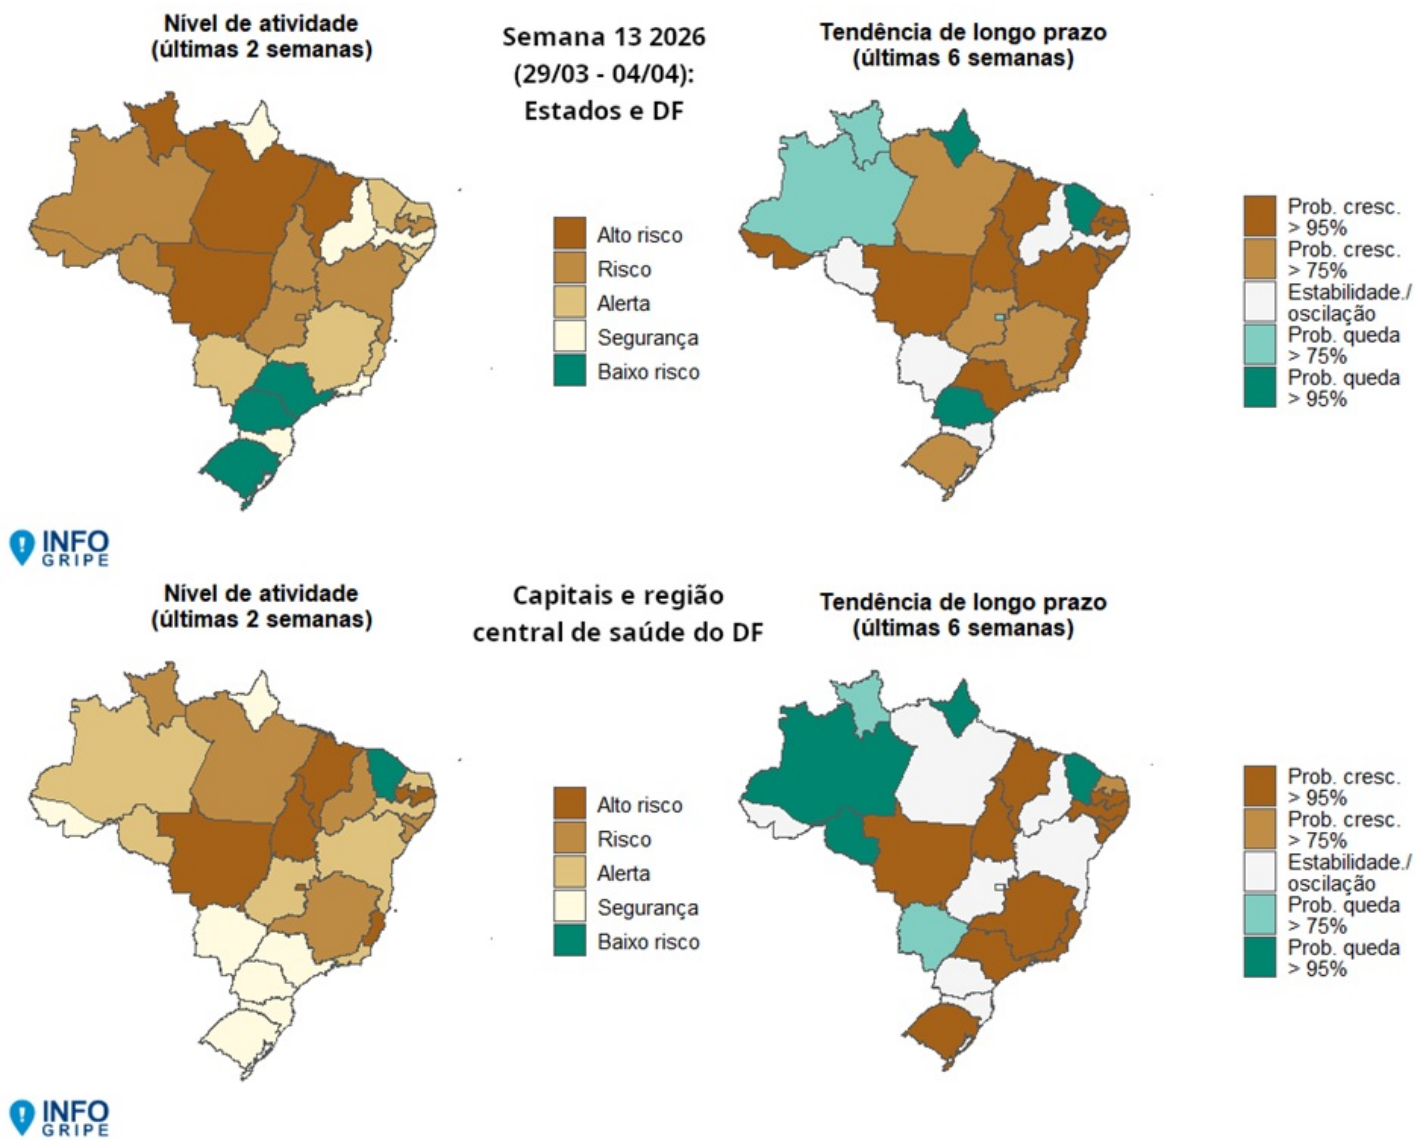 Nível de atividade
(últimas 2 semanas)
Semana 13 2026
(29/03 - 04/04):
Estados e DF
Tendência de longo prazo
(últimas 6 semanas)
Alto risco
Risco
Alerta
Segurança
Baixo risco
Prob. cresc.
> 95%
Prob. cresc.
> 75%
Estabilidade./
oscilação
Prob. queda
> 75%
Prob. queda
> 95%
INFO
GRIPE
Nível de atividade
(últimas 2 semanas)
Capitais e região
central de saúde do DF
Tendência de longo prazo
(últimas 6 semanas)
Alto risco
Risco
Alerta
Segurança
Baixo risco
Prob. cresc.
> 95%
Prob. cresc.
> 75%
Estabilidade./
oscilação
Prob. queda
> 75%
Prob. queda
> 95%
INFO
GRIPE